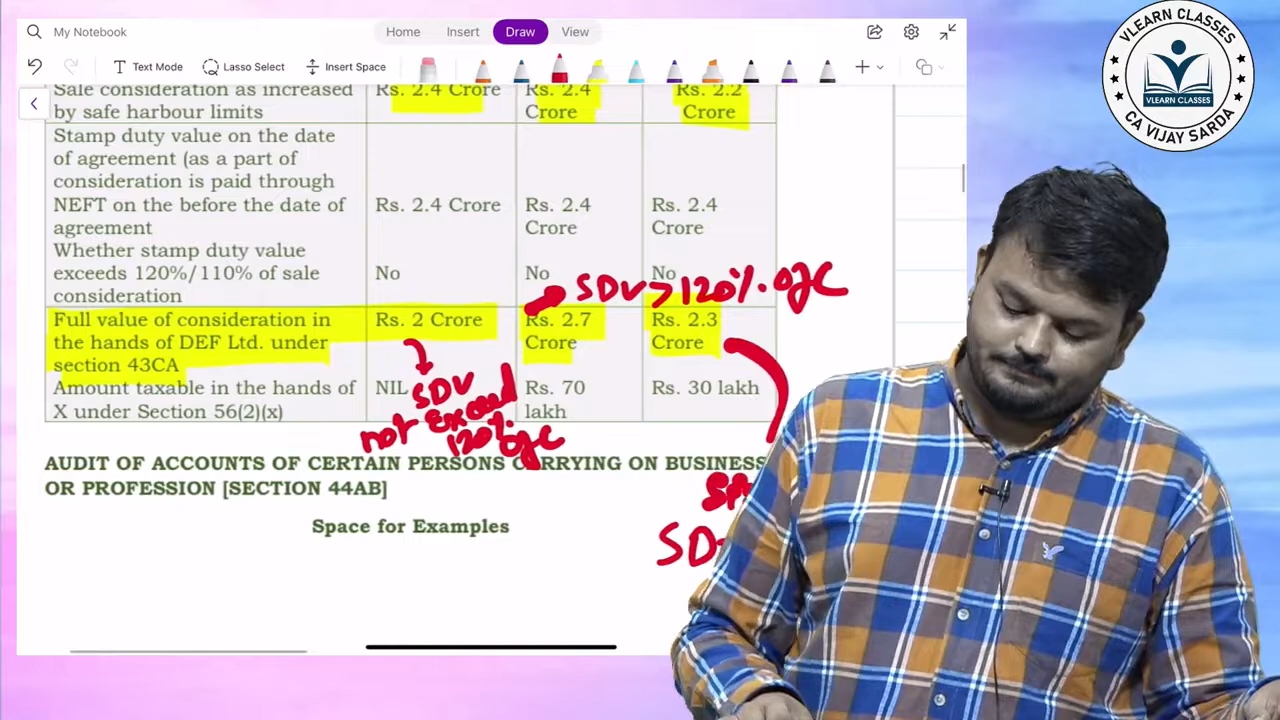 My Notebook
Home Insert Draw View
Text Mode Lasso Select Insert Space
Sale consideration as increased by safe harbour limits Rs. 2.4 Crore Rs. 2.4 Crore Rs. 2.2 Crore
Stamp duty value on the date
of agreement (as a part of
consideration is paid through
NEFT on the before the date of
agreement Rs. 2.4 Crore Rs. 2.4 Crore Rs. 2.4 Crore
Whether stamp duty value
exceeds 120%/110% of sale
consideration No No No
SDV > 120% of C
Full value of consideration in
the hands of DEF Ltd. under
section 43CA Rs. 2 Crore Rs. 2.7 Crore Rs. 2.3 Crore
Amount taxable in the hands of
X under Section 56(2)(x) NIL Rs. 70 lakh Rs. 30 lakh
SDV
not Exceed
120%
of C
AUDIT OF ACCOUNTS OF CERTAIN PERSONS CARRYING ON BUSINESS
OR PROFESSION [SECTION 44AB]
Space for Examples
VLEARN CLASSES
VLEARN CLASSES
CA VIJAY SARDA